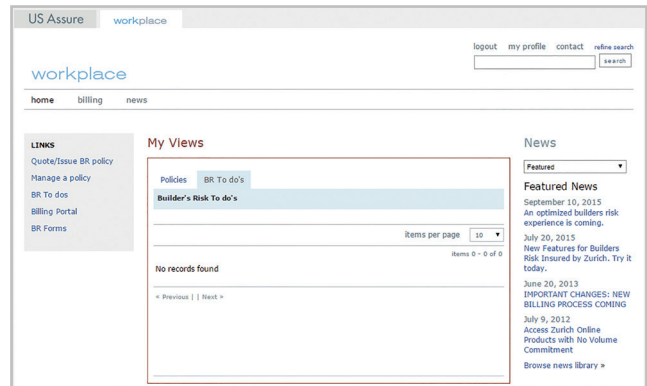 US Assure
workplace
logout my profile contact refine search
search
workplace
home billing news
LINKS
Quote/Issue BR policy
Manage a policy
BR To dos
Billing Portal
BR Forms
My Views
Policies BR To do's
Builder's Risk To do's
items per page 10
items 0 - 0 of 0
No records found
« Previous | | Next »
News
Featured
Featured News
September 10, 2015
An optimized builders risk
experience is coming.
July 20, 2015
New Features for Builders
Risk Insured by Zurich. Try it
today.
June 20, 2013
IMPORTANT CHANGES: NEW
BILLING PROCESS COMING
July 9, 2012
Access Zurich Online
Products with No Volume
Commitment
Browse news library »